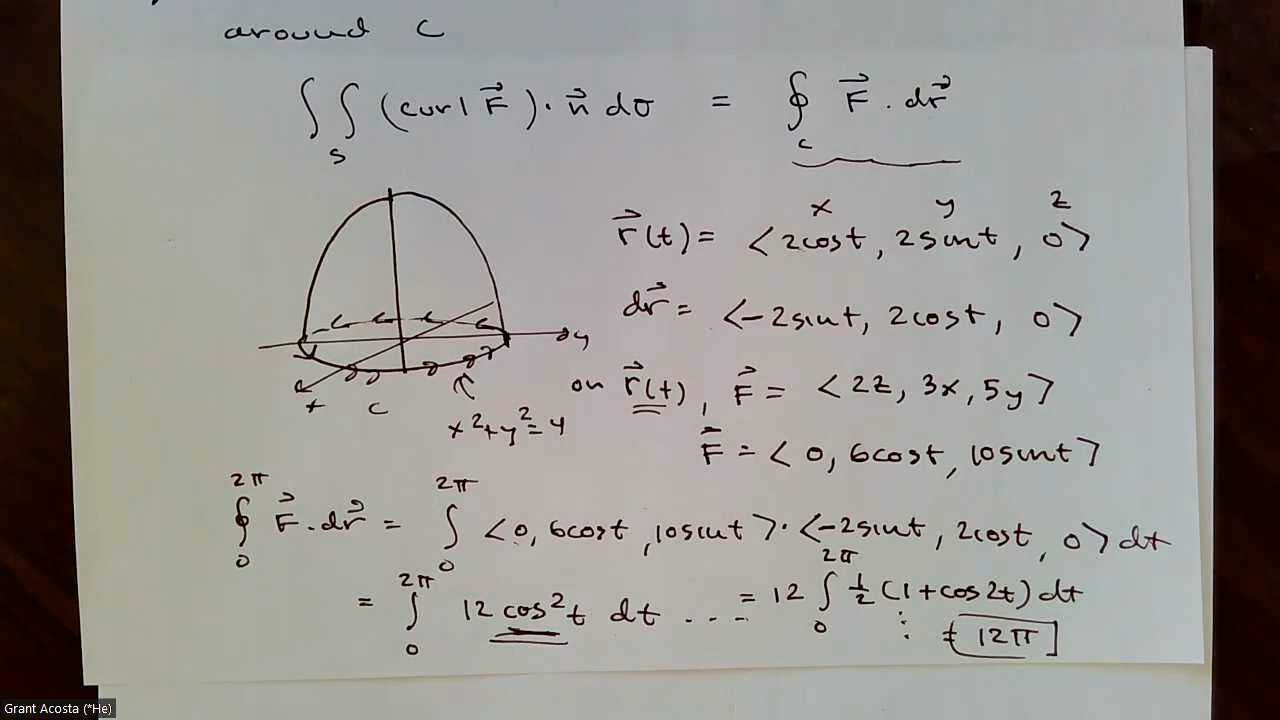 around C
∫∫ (curl F⃗) · n⃗ dσ = ∮ F⃗ . dr⃗
S C
x y z
r⃗(t) = <2cost, 2sint, 0>
dr⃗ = <-2sint, 2cost, 0>
y
x C
x²+y²=4
on r⃗(t), F⃗ = <2z, 3x, 5y>
F⃗ = <0, 6cost, 10sint>
2π 2π
∮ F⃗ . dr⃗ = ∫ <0, 6cost, 10sint> · <-2sint, 2cost, 0> dt
0 0
2π 2π
= ∫ 12 cos²t dt ... = 12 ∫ ½ (1 + cos 2t) dt
0 0
⋮ = 12π
Grant Acosta (*He)